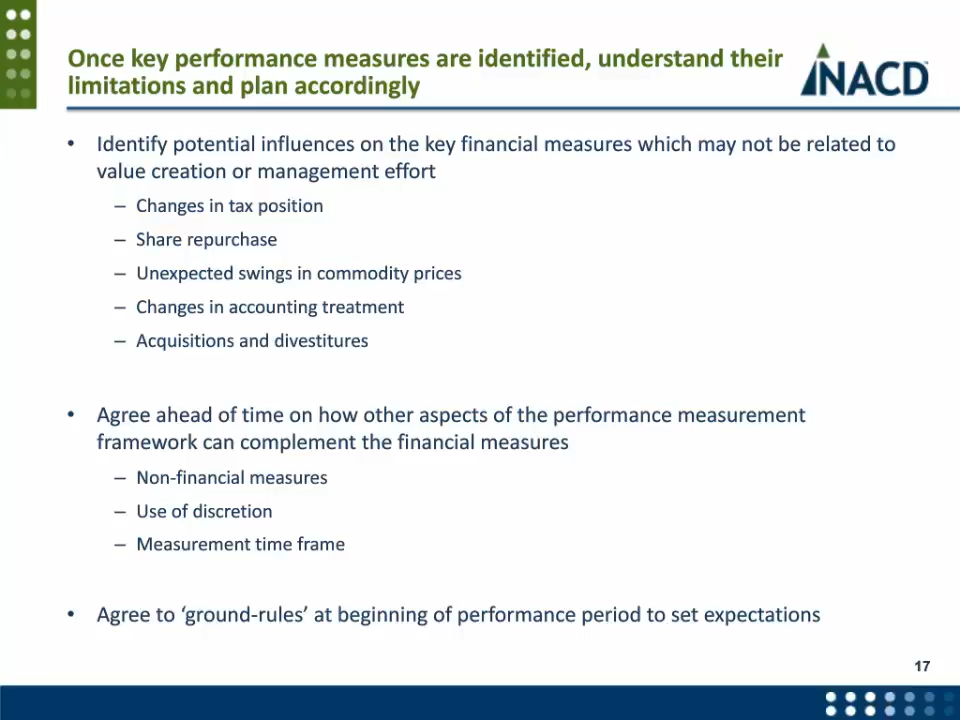 Once key performance measures are identified, understand their
limitations and plan accordingly
NACD
• Identify potential influences on the key financial measures which may not be related to
value creation or management effort
– Changes in tax position
– Share repurchase
– Unexpected swings in commodity prices
– Changes in accounting treatment
– Acquisitions and divestitures
• Agree ahead of time on how other aspects of the performance measurement
framework can complement the financial measures
– Non-financial measures
– Use of discretion
– Measurement time frame
• Agree to ‘ground-rules’ at beginning of performance period to set expectations
17